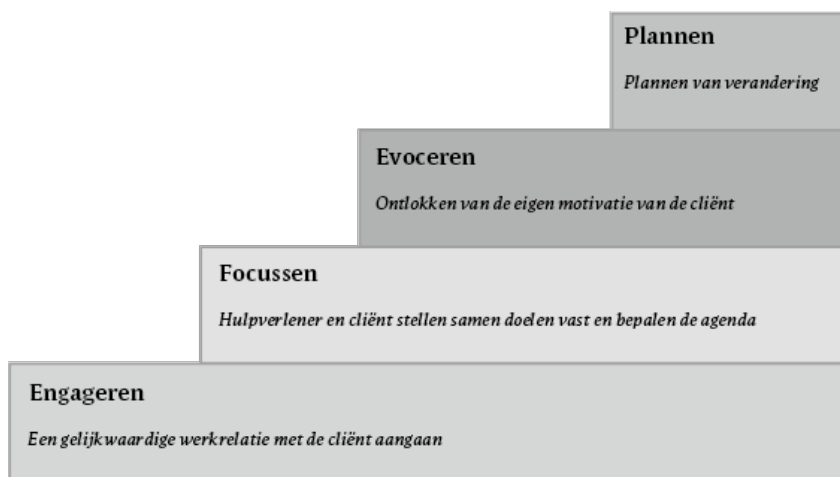 Plannen
Plannen van verandering
Evoceren
Ontlokken van de eigen motivatie van de cliënt
Focussen
Hulpverlener en cliënt stellen samen doelen vast en bepalen de agenda
Engageren
Een gelijkwaardige werkrelatie met de cliënt aangaan